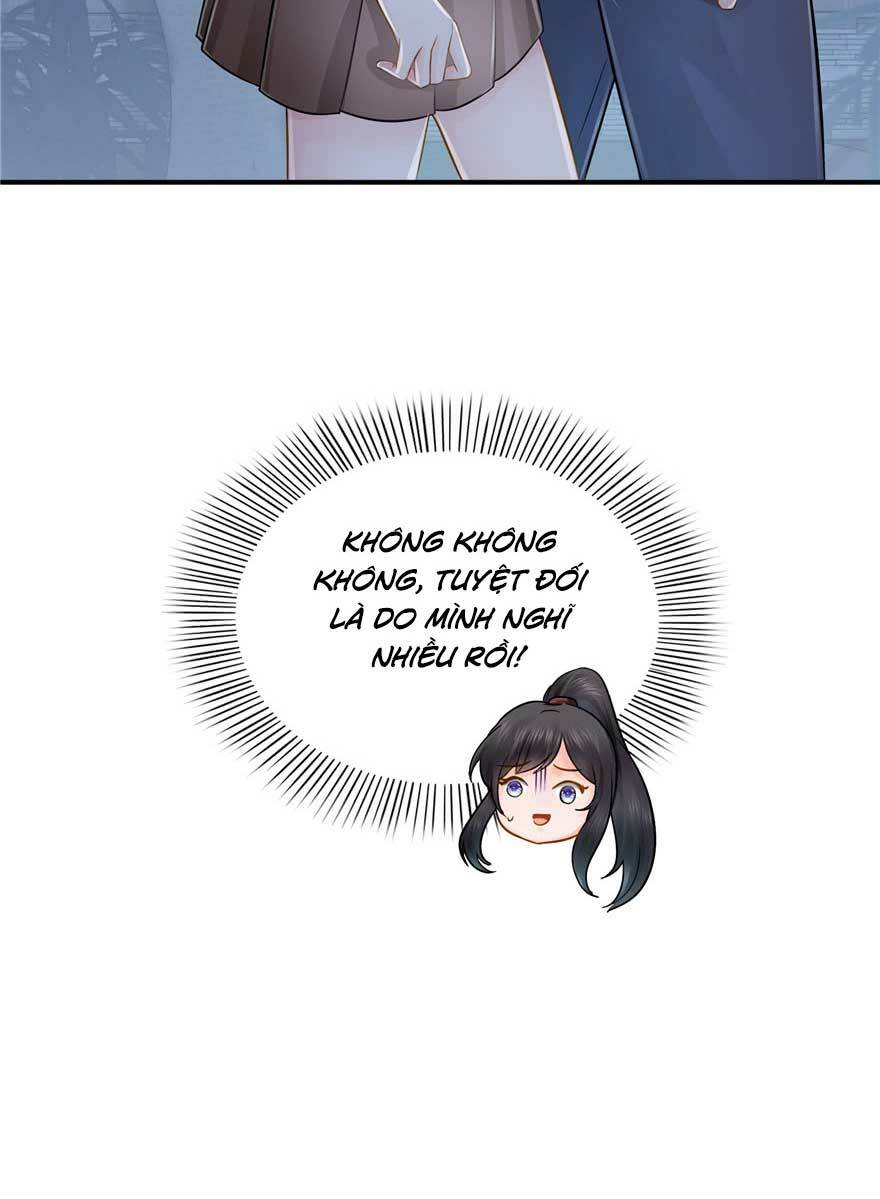 KHÔNG KHÔNG
KHÔNG, TUYỆT ĐỐI
LÀ DO MÌNH NGHĨ
NHIỀU RỒI!